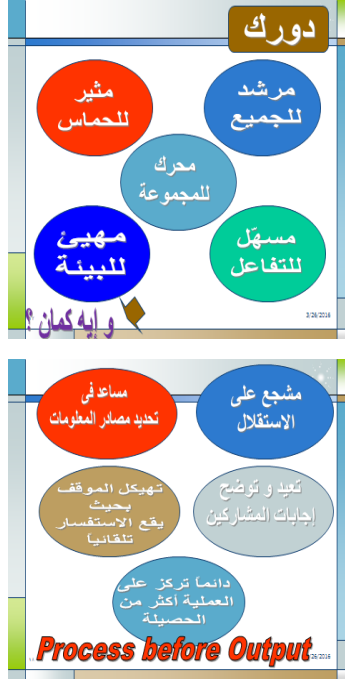 دورك
مرشد
للجميع
مثير
للحماس
محرك
للمجموعة
مسهّل
للتفاعل
مهيئ
للبيئة
3/26/2016
و إيه كمان ؟
مشجع على
الاستقلال
مساعد فى
تحديد مصادر المعلومات
تعيد و توضح
إجابات المشاركين
تهيكل الموقف
بحيث
يقع الاستفسار
تلقائياً
دائماً تركز على
العملية أكثر من
الحصيلة
Process before Output